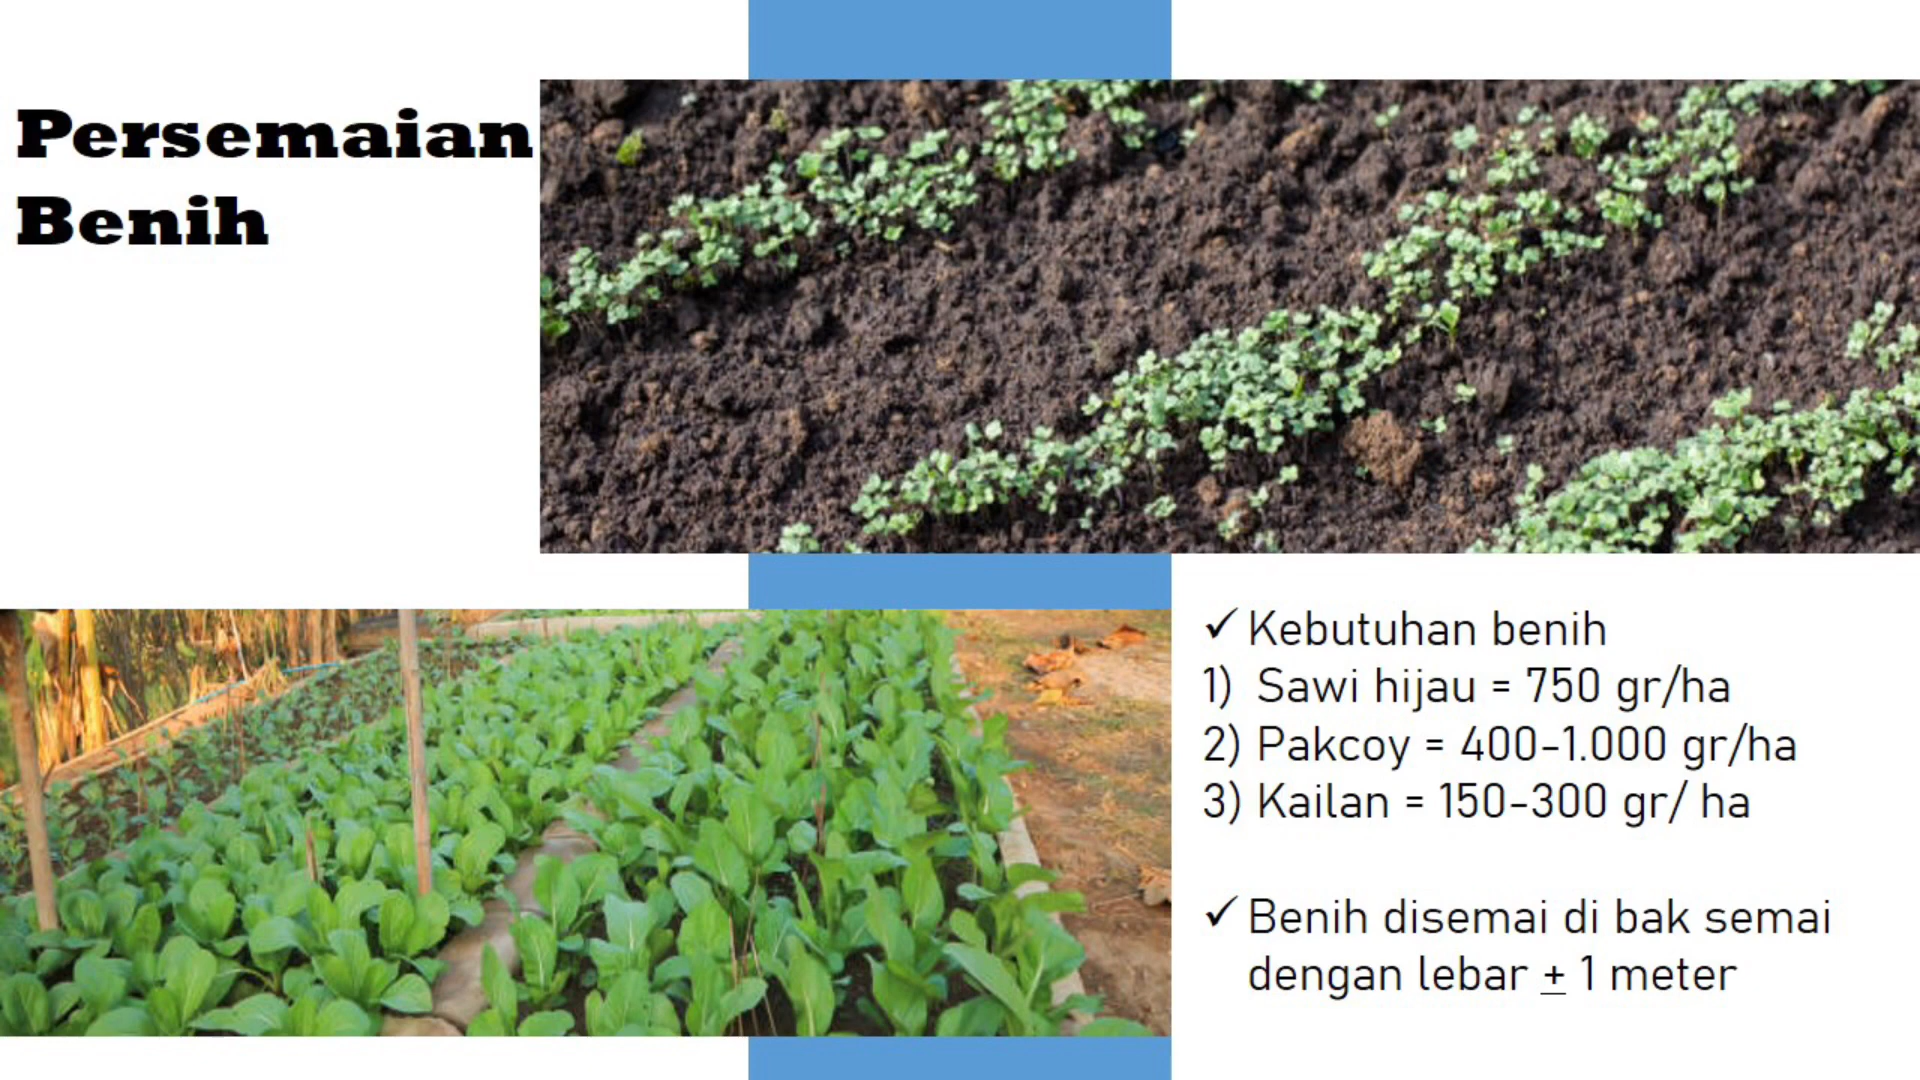 Persemaian
Benih
✓ Kebutuhan benih
1) Sawi hijau = 750 gr/ha
2) Pakcoy = 400-1.000 gr/ha
3) Kailan = 150-300 gr/ ha
✓ Benih disemai di bak semai
dengan lebar ± 1 meter